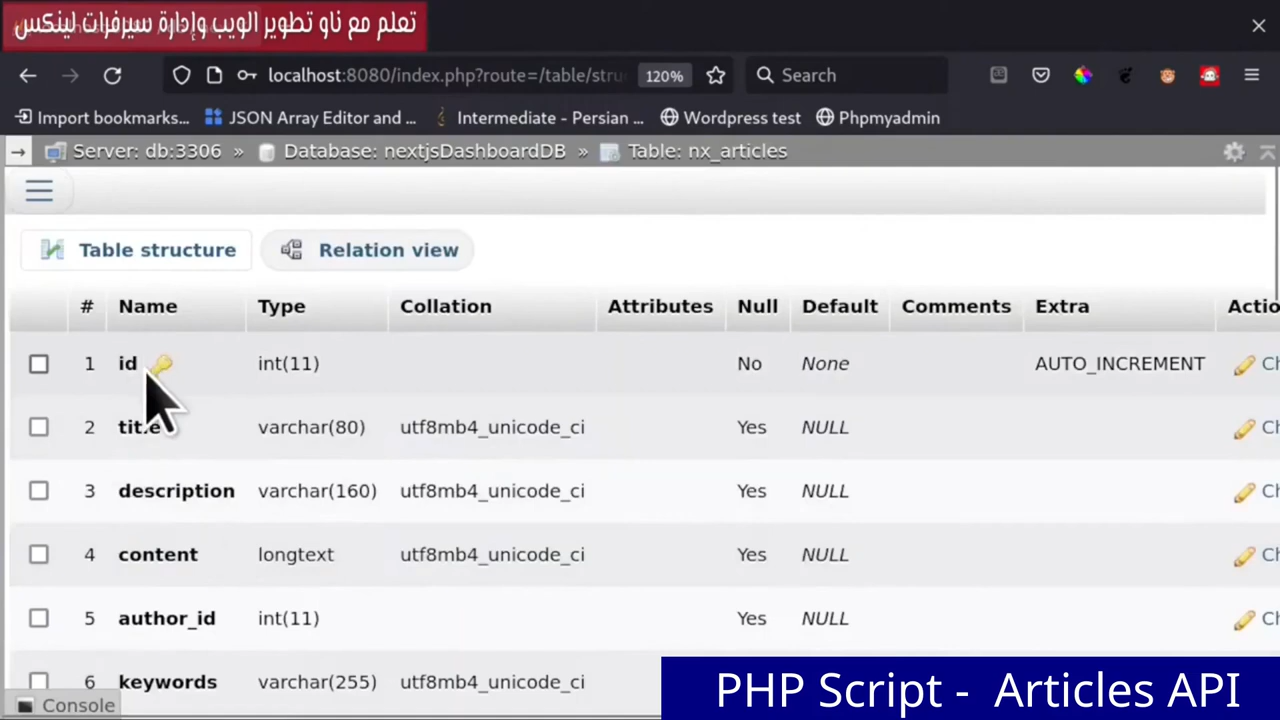 تعلم مع ناو تطوير الويب وإدارة سيرفرات لينكس
localhost:8080/index.php?route=/table/stru
120%
Search
Import bookmarks...
JSON Array Editor and ...
Intermediate - Persian ...
Wordpress test
Phpmyadmin
Server: db:3306 » Database: nextjsDashboardDB » Table: nx_articles
Table structure
Relation view
# Name Type Collation Attributes Null Default Comments Extra
1 id int(11) No None AUTO_INCREMENT
2 title varchar(80) utf8mb4_unicode_ci Yes NULL
3 description varchar(160) utf8mb4_unicode_ci Yes NULL
4 content longtext utf8mb4_unicode_ci Yes NULL
5 author_id int(11) Yes NULL
6 keywords varchar(255) utf8mb4_unicode_ci
Console
PHP Script - Articles API